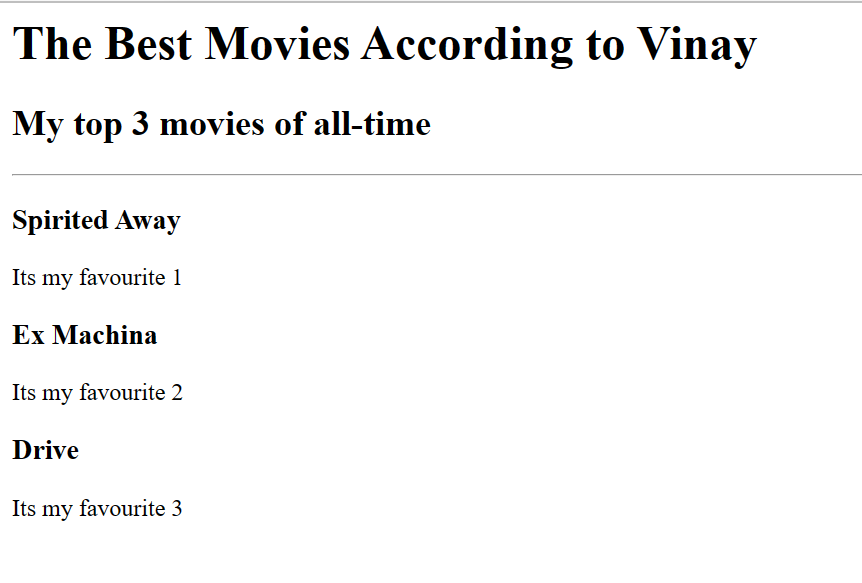 The Best Movies According to Vinay
My top 3 movies of all-time
Spirited Away
Its my favourite 1
Ex Machina
Its my favourite 2
Drive
Its my favourite 3